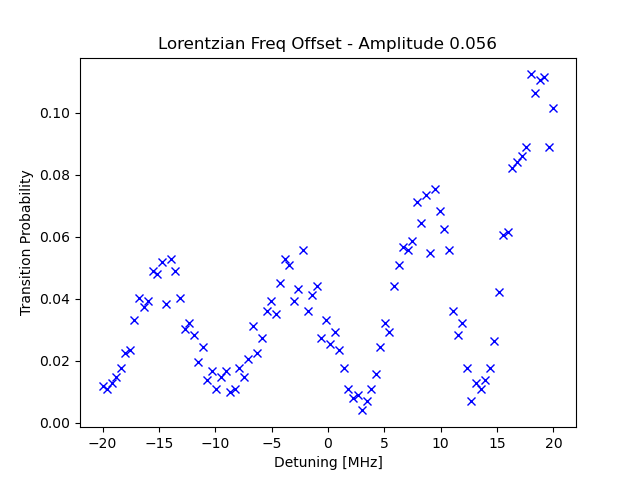 Lorentzian Freq Offset - Amplitude 0.056
Transition Probability
0.10
0.08
0.06
0.04
0.02
0.00
−20 −15 −10 −5 0 5 10 15 20
Detuning [MHz]